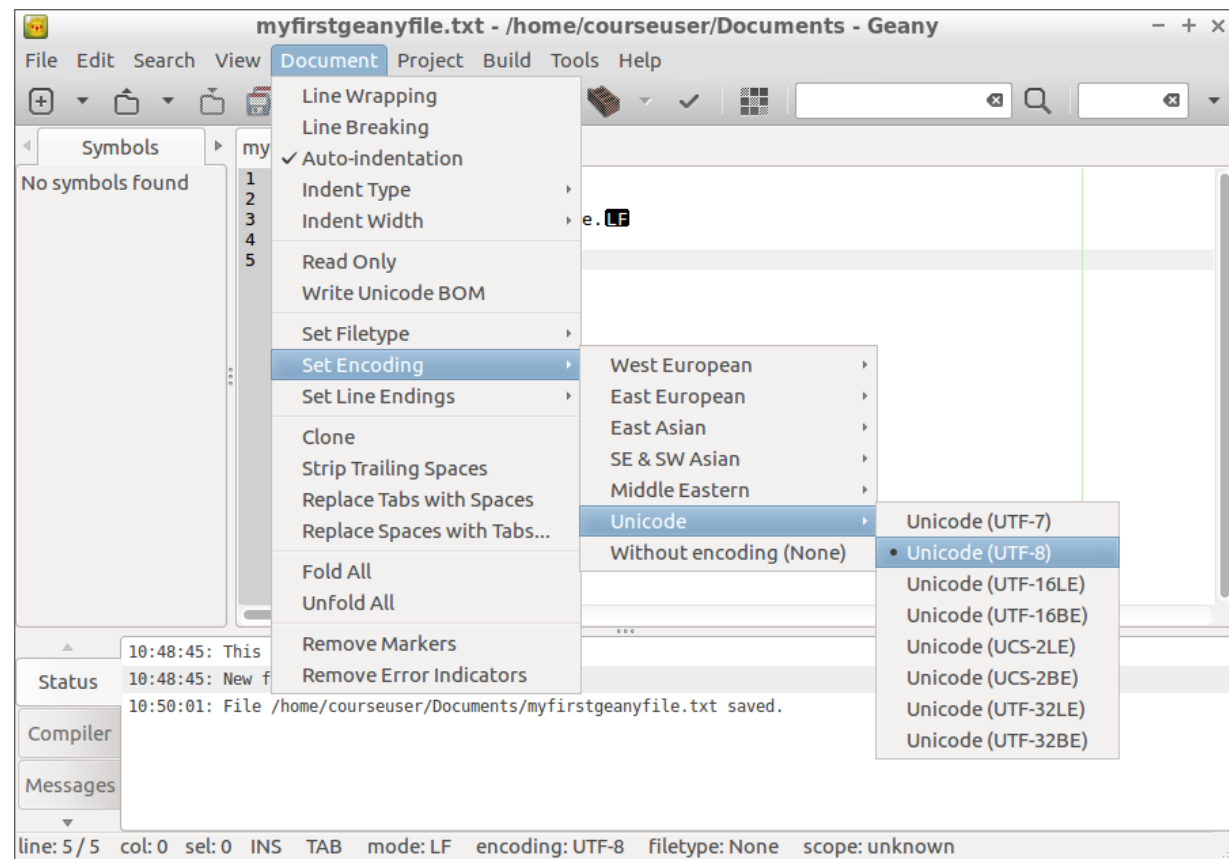 myfirstgeanyfile.txt - /home/courseuser/Documents - Geany
File Edit Search View Document Project Build Tools Help
Line Wrapping
Line Breaking
Auto-indentation
Indent Type
Indent Width
Read Only
Write Unicode BOM
Set Filetype
Set Encoding
Set Line Endings
Clone
Strip Trailing Spaces
Replace Tabs with Spaces
Replace Spaces with Tabs...
Fold All
Unfold All
Remove Markers
Remove Error Indicators
West European
East European
East Asian
SE & SW Asian
Middle Eastern
Unicode
Without encoding (None)
Unicode (UTF-7)
Unicode (UTF-8)
Unicode (UTF-16LE)
Unicode (UTF-16BE)
Unicode (UCS-2LE)
Unicode (UCS-2BE)
Unicode (UTF-32LE)
Unicode (UTF-32BE)
Symbols
No symbols found
my
1
2
3 e.LF
4
5
Status
Compiler
Messages
10:48:45: This
10:48:45: New f
10:50:01: File /home/courseuser/Documents/myfirstgeanyfile.txt saved.
line: 5 / 5 col: 0 sel: 0 INS TAB mode: LF encoding: UTF-8 filetype: None scope: unknown